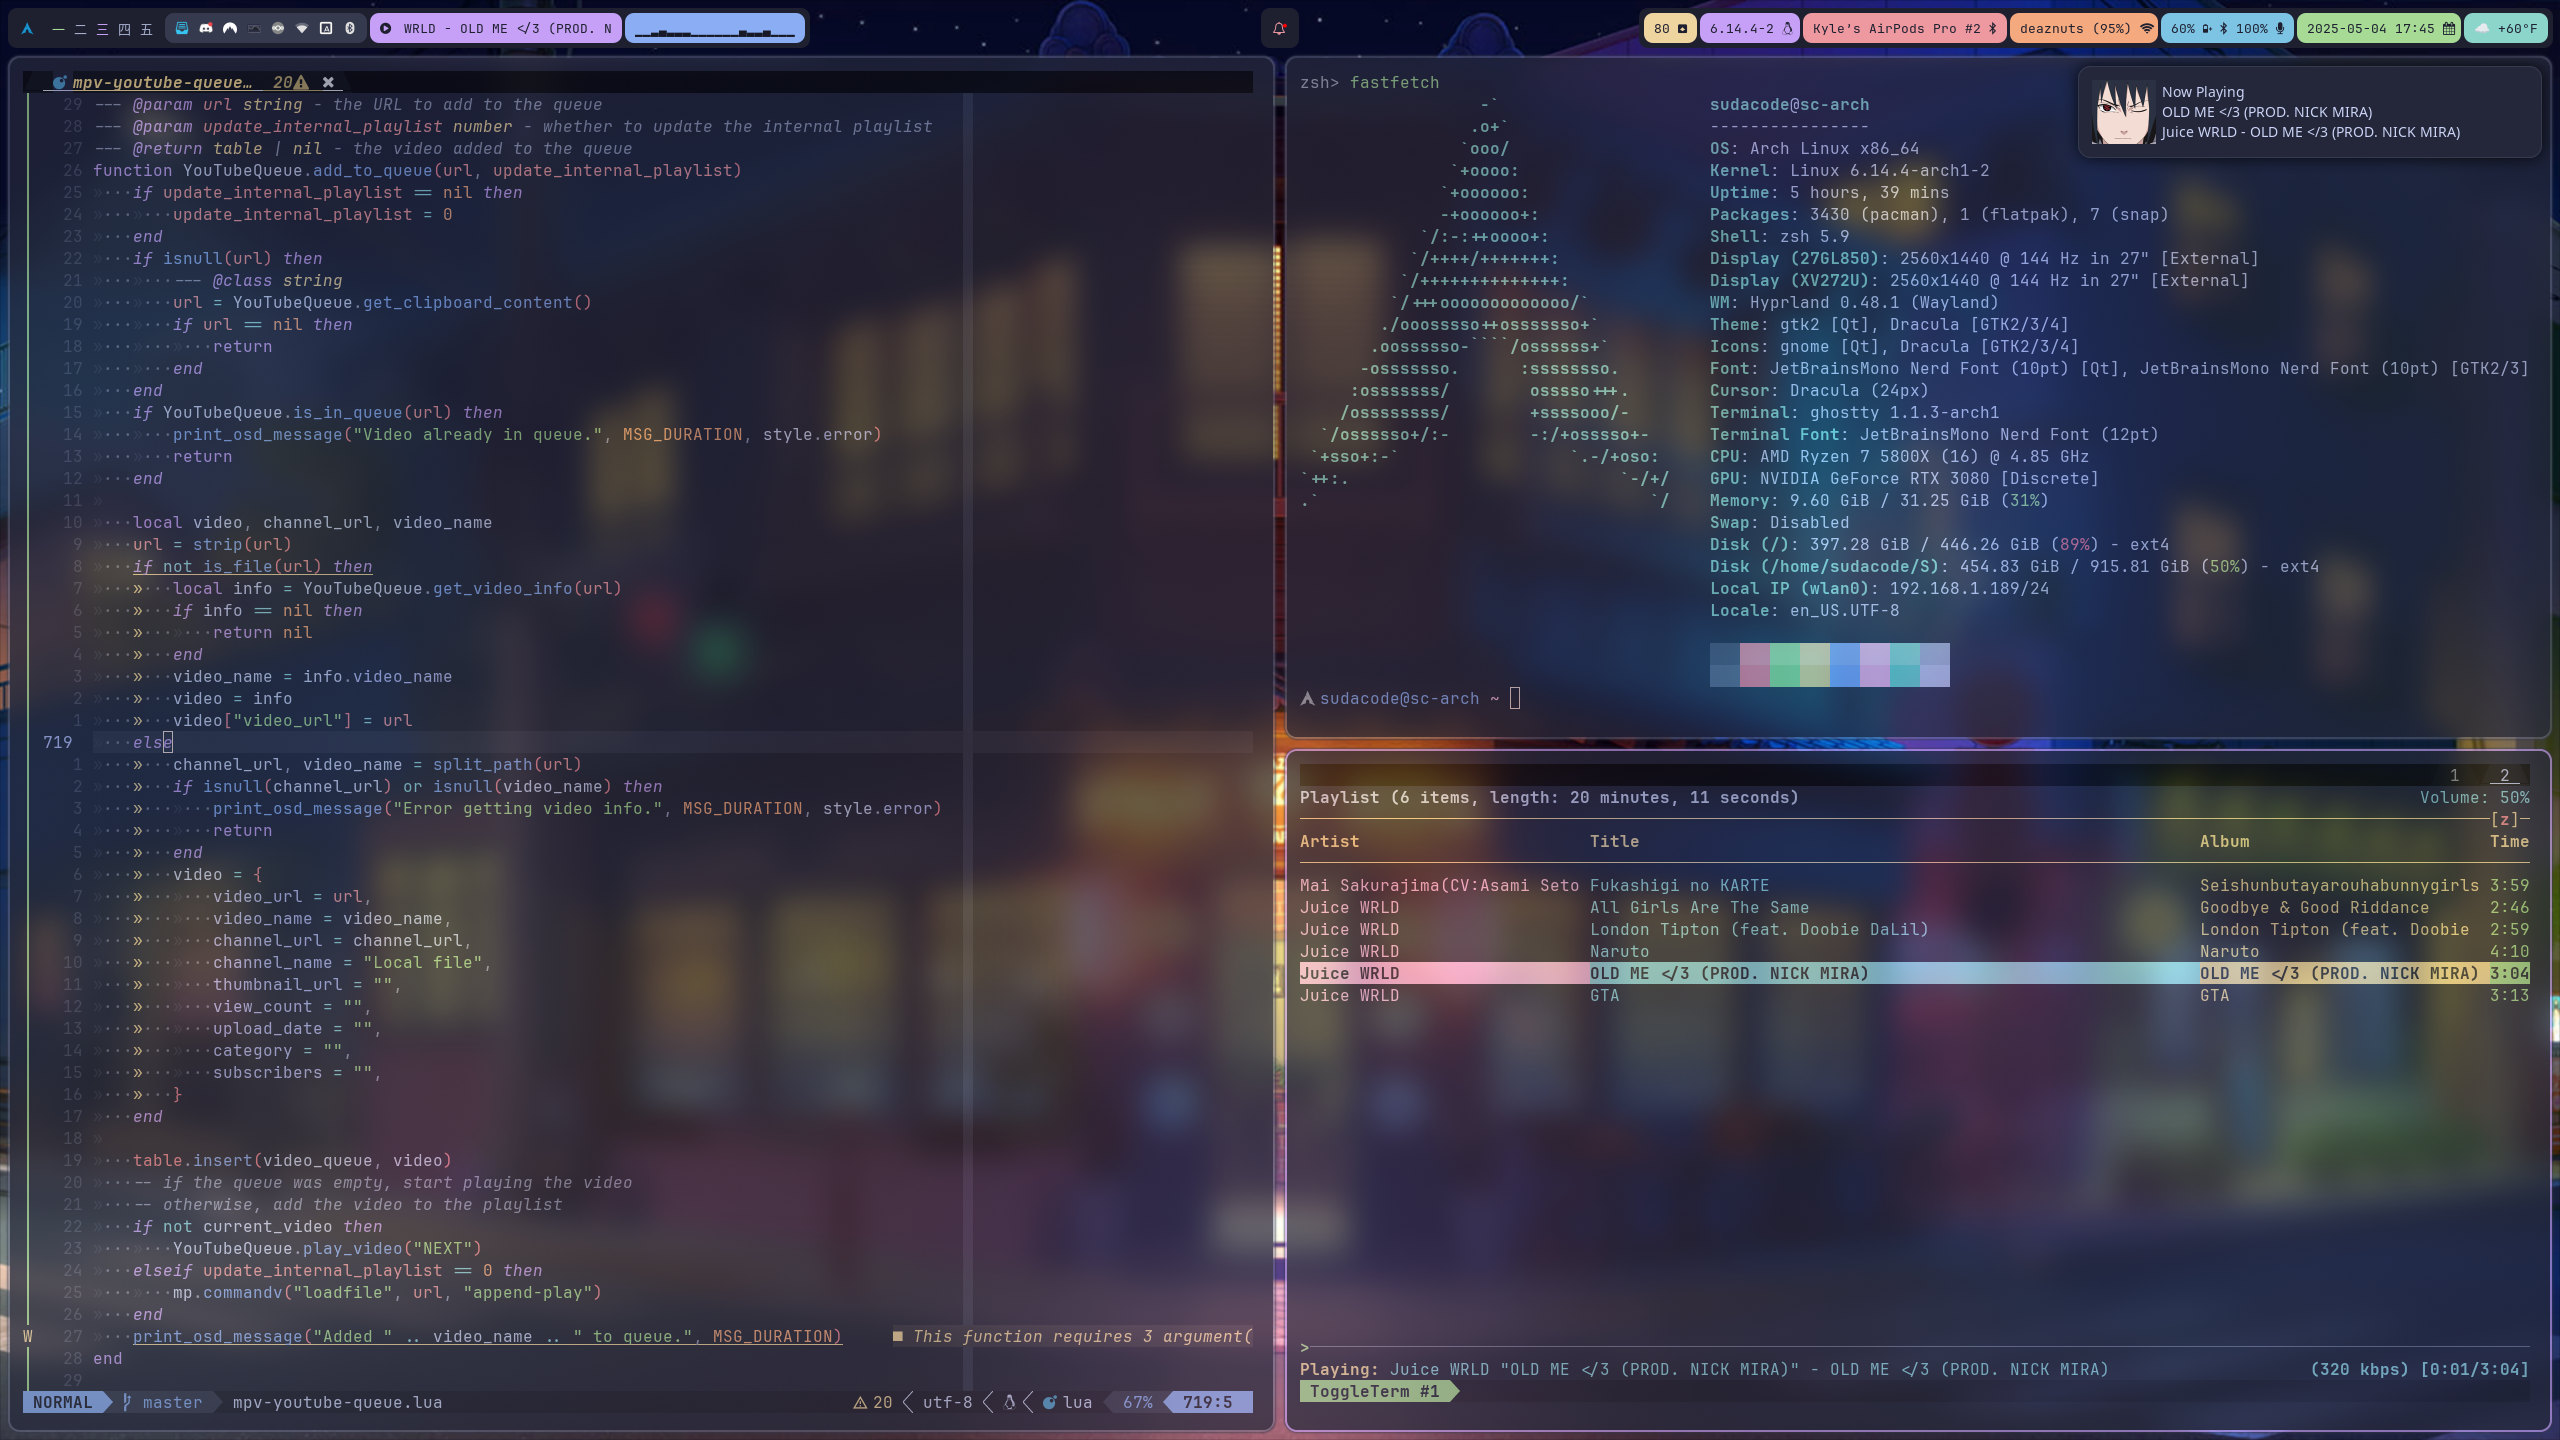 一 二 三 四 五
WRLD - OLD ME </3 (PROD. N
80
6.14.4-2
Kyle's AirPods Pro #2
deaznuts (95%)
60% 100%
2025-05-04 17:45
+60°F
mpv-youtube-queue… 20
29 --- @param url string - the URL to add to the queue
28 --- @param update_internal_playlist number - whether to update the internal playlist
27 --- @return table | nil - the video added to the queue
26 function YouTubeQueue.add_to_queue(url, update_internal_playlist)
25 »···if update_internal_playlist == nil then
24 »···»···update_internal_playlist = 0
23 »···end
22 »···if isnull(url) then
21 »···»···--- @class string
20 »···»···url = YouTubeQueue.get_clipboard_content()
19 »···»···if url == nil then
18 »···»···»···return
17 »···»···end
16 »···end
15 »···if YouTubeQueue.is_in_queue(url) then
14 »···»···print_osd_message("Video already in queue.", MSG_DURATION, style.error)
13 »···»···return
12 »···end
11 »
10 »···local video, channel_url, video_name
9 »···url = strip(url)
8 »···if not is_file(url) then
7 »···»···local info = YouTubeQueue.get_video_info(url)
6 »···»···if info == nil then
5 »···»···»···return nil
4 »···»···end
3 »···»···video_name = info.video_name
2 »···»···video = info
1 »···»···video["video_url"] = url
719 »···else
1 »···»···channel_url, video_name = split_path(url)
2 »···»···if isnull(channel_url) or isnull(video_name) then
3 »···»···»···print_osd_message("Error getting video info.", MSG_DURATION, style.error)
4 »···»···»···return
5 »···»···end
6 »···»···video = {
7 »···»···»···video_url = url,
8 »···»···»···video_name = video_name,
9 »···»···»···channel_url = channel_url,
10 »···»···»···channel_name = "Local file",
11 »···»···»···thumbnail_url = "",
12 »···»···»···view_count = "",
13 »···»···»···upload_date = "",
14 »···»···»···category = "",
15 »···»···»···subscribers = "",
16 »···»···}
17 »···end
18 »
19 »···table.insert(video_queue, video)
20 »···-- if the queue was empty, start playing the video
21 »···-- otherwise, add the video to the playlist
22 »···if not current_video then
23 »···»···YouTubeQueue.play_video("NEXT")
24 »···elseif update_internal_playlist == 0 then
25 »···»···mp.commandv("loadfile", url, "append-play")
26 »···end
W 27 »···print_osd_message("Added " .. video_name .. " to queue.", MSG_DURATION) ■ This function requires 3 argument(
28 end
29
NORMAL master mpv-youtube-queue.lua 20 utf-8 lua 67% 719:5
zsh> fastfetch
-` sudacode@sc-arch
.o+` ----------------
`ooo/ OS: Arch Linux x86_64
`+oooo: Kernel: Linux 6.14.4-arch1-2
`+oooooo: Uptime: 5 hours, 39 mins
-+oooooo+: Packages: 3430 (pacman), 1 (flatpak), 7 (snap)
`/:-:++oooo+: Shell: zsh 5.9
`/++++/+++++++: Display (27GL850): 2560x1440 @ 144 Hz in 27" [External]
`/++++++++++++++: Display (XV272U): 2560x1440 @ 144 Hz in 27" [External]
`/+++ooooooooooooo/` WM: Hyprland 0.48.1 (Wayland)
./ooosssso++osssssso+` Theme: gtk2 [Qt], Dracula [GTK2/3/4]
.oossssso-````/ossssss+` Icons: gnome [Qt], Dracula [GTK2/3/4]
-osssssso. :ssssssso. Font: JetBrainsMono Nerd Font (10pt) [Qt], JetBrainsMono Nerd Font (10pt) [GTK2/3]
:osssssss/ osssso+++. Cursor: Dracula (24px)
/ossssssss/ +ssssooo/- Terminal: ghostty 1.1.3-arch1
`/ossssso+/:- -:/+osssso+- Terminal Font: JetBrainsMono Nerd Font (12pt)
`+sso+:-` `.-/+oso: CPU: AMD Ryzen 7 5800X (16) @ 4.85 GHz
`++:. `-/+/ GPU: NVIDIA GeForce RTX 3080 [Discrete]
.` `/ Memory: 9.60 GiB / 31.25 GiB (31%)
Swap: Disabled
Disk (/): 397.28 GiB / 446.26 GiB (89%) - ext4
Disk (/home/sudacode/S): 454.83 GiB / 915.81 GiB (50%) - ext4
Local IP (wlan0): 192.168.1.189/24
Locale: en_US.UTF-8
sudacode@sc-arch ~
Now Playing
OLD ME </3 (PROD. NICK MIRA)
Juice WRLD - OLD ME </3 (PROD. NICK MIRA)
1 2
Playlist (6 items, length: 20 minutes, 11 seconds) Volume: 50%
[z]
Artist Title Album Time
Mai Sakurajima(CV:Asami Seto Fukashigi no KARTE Seishunbutayarouhabunnygirls 3:59
Juice WRLD All Girls Are The Same Goodbye & Good Riddance 2:46
Juice WRLD London Tipton (feat. Doobie DaLil) London Tipton (feat. Doobie 2:59
Juice WRLD Naruto Naruto 4:10
Juice WRLD OLD ME </3 (PROD. NICK MIRA) OLD ME </3 (PROD. NICK MIRA) 3:04
Juice WRLD GTA GTA 3:13
>
Playing: Juice WRLD "OLD ME </3 (PROD. NICK MIRA)" - OLD ME </3 (PROD. NICK MIRA) (320 kbps) [0:01/3:04]
ToggleTerm #1